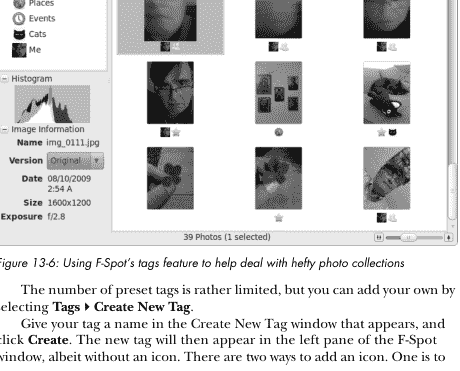 Places
Events
Cats
Me
Histogram
Image Information
Name img_0111.jpg
Version Original
Date 08/10/2009
2:54 A
Size 1600x1200
Exposure f/2.8
39 Photos (1 selected)
Figure 13-6: Using F-Spot's tags feature to help deal with hefty photo collections
The number of preset tags is rather limited, but you can add your own by
selecting Tags ▸ Create New Tag.
Give your tag a name in the Create New Tag window that appears, and
click Create. The new tag will then appear in the left pane of the F-Spot
window, albeit without an icon. There are two ways to add an icon. One is to